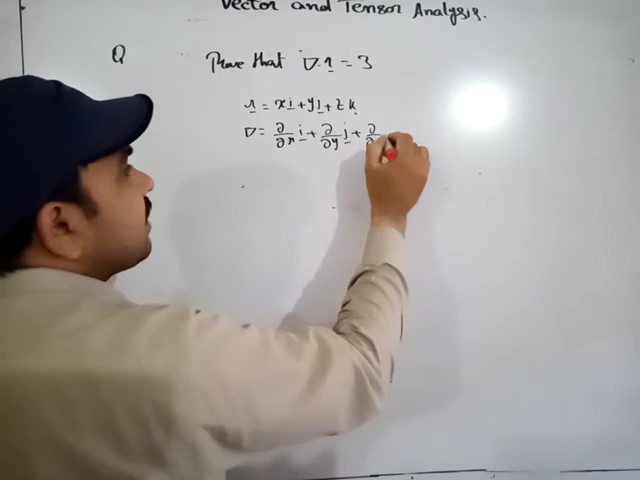 Vector and Tensor Analysis.
Q Prove that ∇.r = 3
r = xi + yj + zk
∇ = ∂/∂x i + ∂/∂y j + ∂/∂